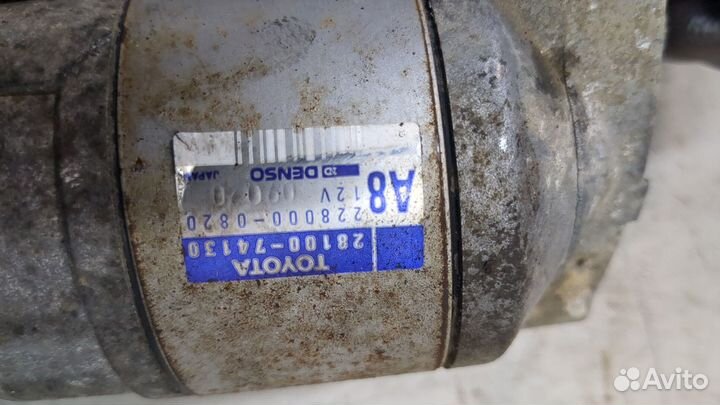 TOYOTA
28100-74130
228000-0820
A8
12V
DENSO
JAPAN
Avito